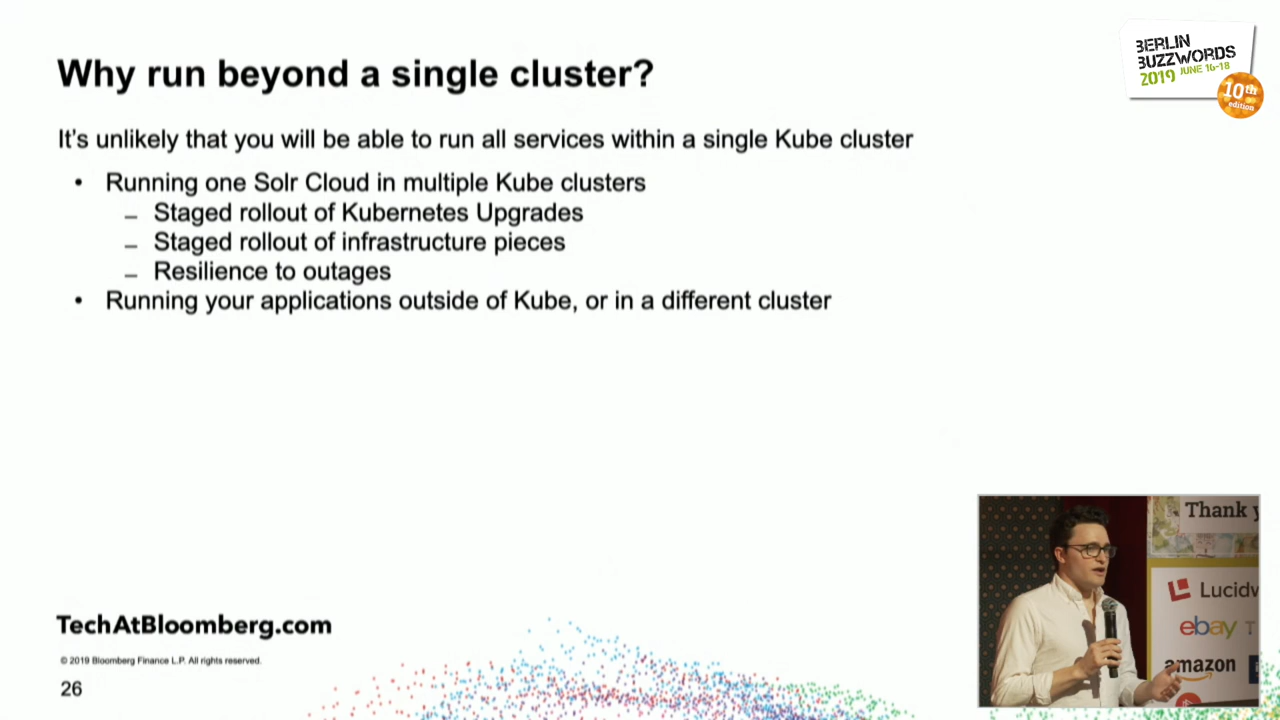 Why run beyond a single cluster?
BERLIN
BUZZWORDS
2019 JUNE 16-18
10th
edition
It's unlikely that you will be able to run all services within a single Kube cluster
• Running one Solr Cloud in multiple Kube clusters
– Staged rollout of Kubernetes Upgrades
– Staged rollout of infrastructure pieces
– Resilience to outages
• Running your applications outside of Kube, or in a different cluster
Thank y
Lucidw
ebay T
amazon
TechAtBloomberg.com
© 2019 Bloomberg Finance L.P. All rights reserved.
26